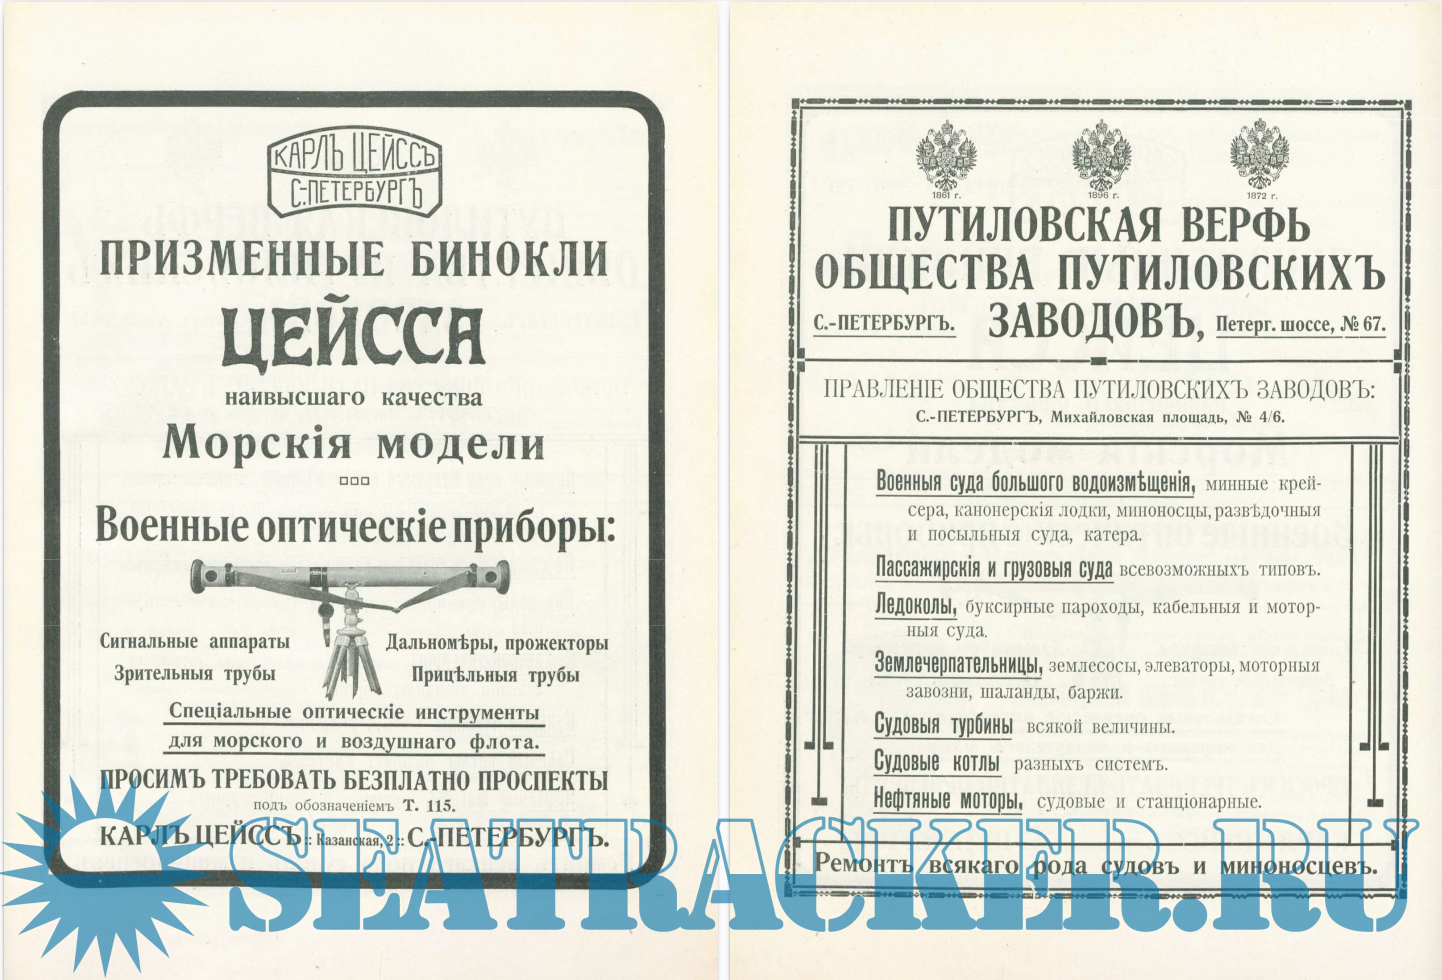 КАРЛЪ ЦЕЙССЪ
С-ПЕТЕРБУРГЪ
ПРИЗМЕННЫЕ БИНОКЛИ
ЦЕЙССА
наивысшаго качества
Морскія модели
Военные оптическіе приборы:
Сигнальные аппараты
Зрительныя трубы
Дальномѣры, прожекторы
Прицѣльныя трубы
Спеціальные оптическіе инструменты
для морского и воздушнаго флота.
ПРОСИМЪ ТРЕБОВАТЬ БЕЗПЛАТНО ПРОСПЕКТЫ
подъ обозначеніемъ Т. 115.
КАРЛЪ ЦЕЙССЪ :: Казанская, 2 :: С.-ПЕТЕРБУРГЪ.
1861 г. 1896 г. 1872 г.
ПУТИЛОВСКАЯ ВЕРФЬ
ОБЩЕСТВА ПУТИЛОВСКИХЪ
С.-ПЕТЕРБУРГЪ. ЗАВОДОВЪ, Петерг. шоссе, № 67.
ПРАВЛЕНІЕ ОБЩЕСТВА ПУТИЛОВСКИХЪ ЗАВОДОВЪ:
С.-ПЕТЕРБУРГЪ, Михайловская площадь, № 4/6.
Военныя суда большого водоизмѣщенія, минные крей-
сера, канонерскія лодки, миноносцы, развѣдочныя
и посыльныя суда, катера.
Пассажирскія и грузовыя суда всевозможныхъ типовъ.
Ледоколы, буксирные пароходы, кабельныя и мотор-
ныя суда.
Землечерпательницы, землесосы, элеваторы, моторныя
завозни, шаланды, баржи.
Судовыя турбины всякой величины.
Судовые котлы разныхъ системъ.
Нефтяные моторы, судовые и станціонарные.
Ремонтъ всякаго рода судовъ и миноносцевъ.
SEATRACKER.RU